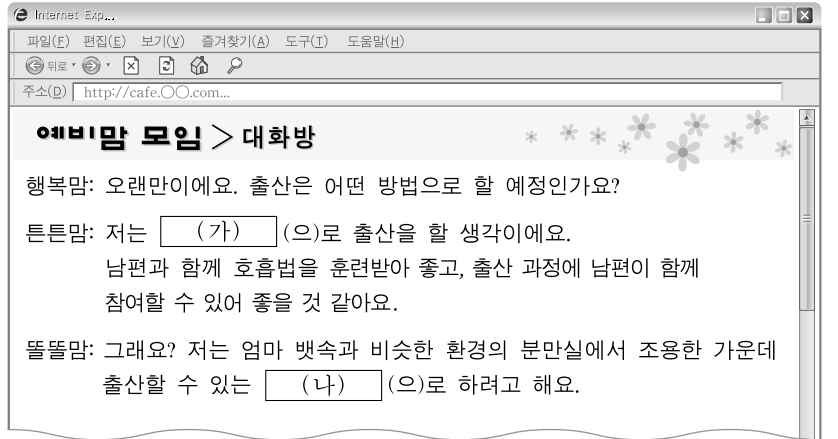 Internet Exp...
파일(F) 편집(E) 보기(V) 즐겨찾기(A) 도구(T) 도움말(H)
뒤로
주소(D) http://cafe.○○.com...
예비맘 모임 > 대화방
행복맘: 오랜만이에요. 출산은 어떤 방법으로 할 예정인가요?
튼튼맘: 저는 (가) (으)로 출산을 할 생각이에요.
남편과 함께 호흡법을 훈련받아 좋고, 출산 과정에 남편이 함께
참여할 수 있어 좋을 것 같아요.
똘똘맘: 그래요? 저는 엄마 뱃속과 비슷한 환경의 분만실에서 조용한 가운데
출산할 수 있는 (나) (으)로 하려고 해요.